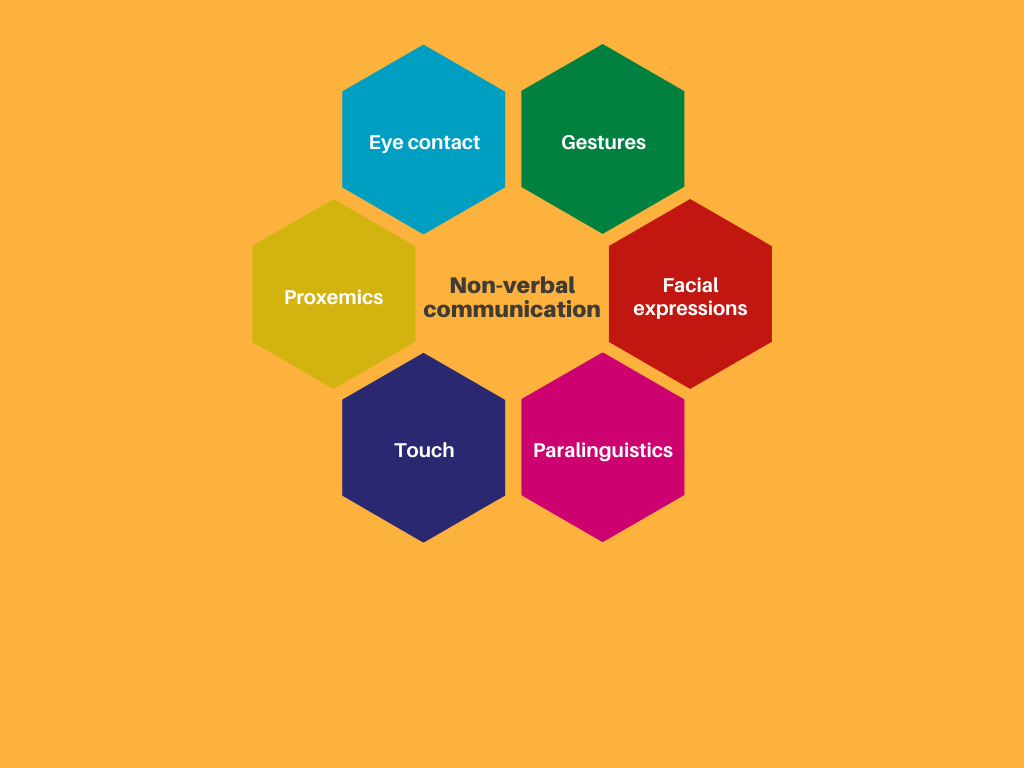 Eye contact
Gestures
Proxemics
Non-verbal
communication
Facial
expressions
Touch
Paralinguistics